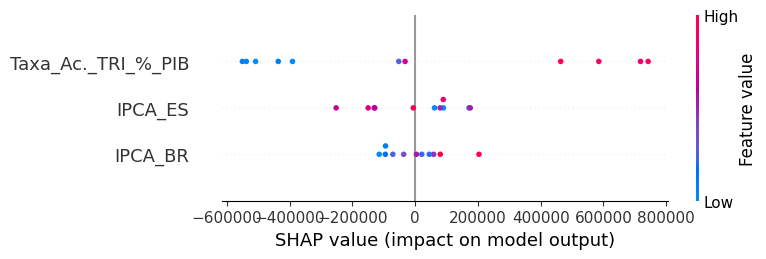 High
Taxa_Ac._TRI_%_PIB
IPCA_ES
IPCA_BR
Feature value
Low
−600000 −400000 −200000 0 200000 400000 600000 800000
SHAP value (impact on model output)